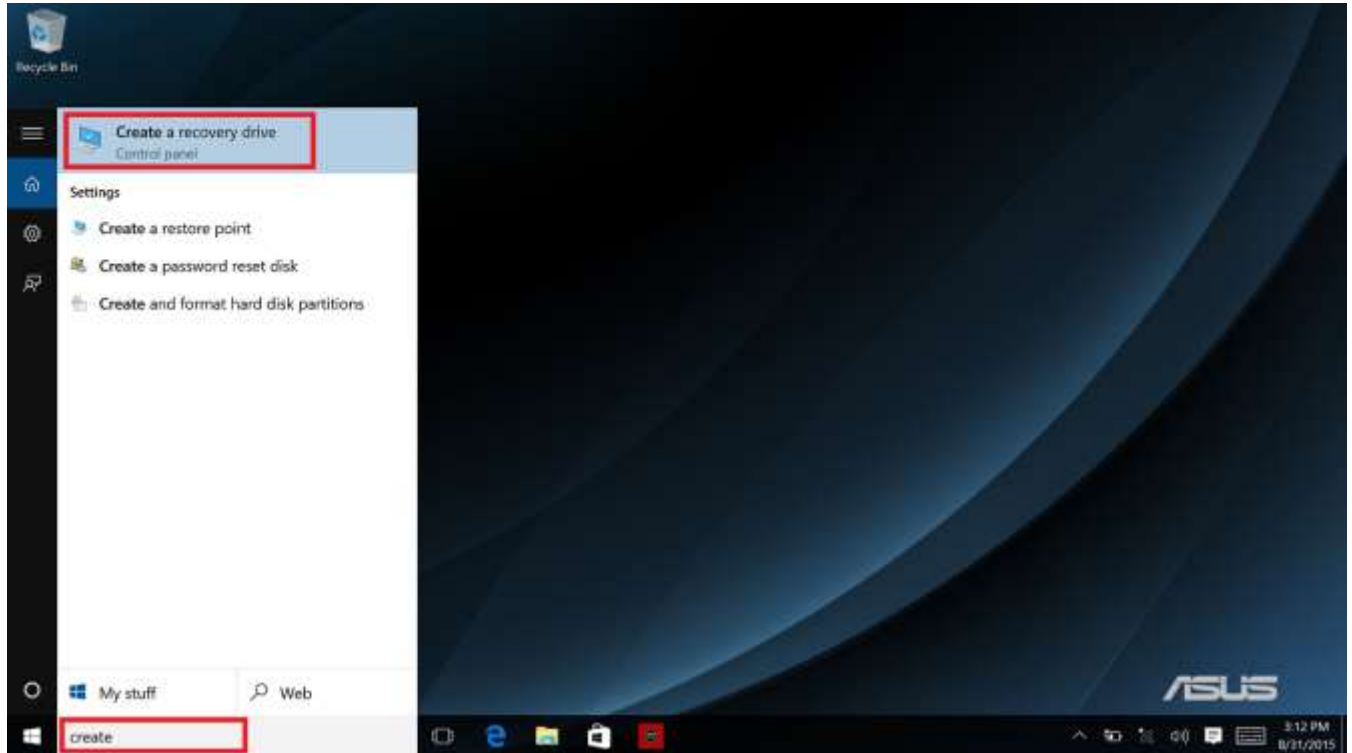 Recycle Bin
Create a recovery drive
Control panel
Settings
Create a restore point
Create a password reset disk
Create and format hard disk partitions
My stuff
Web
create
ASUS
3:12 PM
8/31/2015